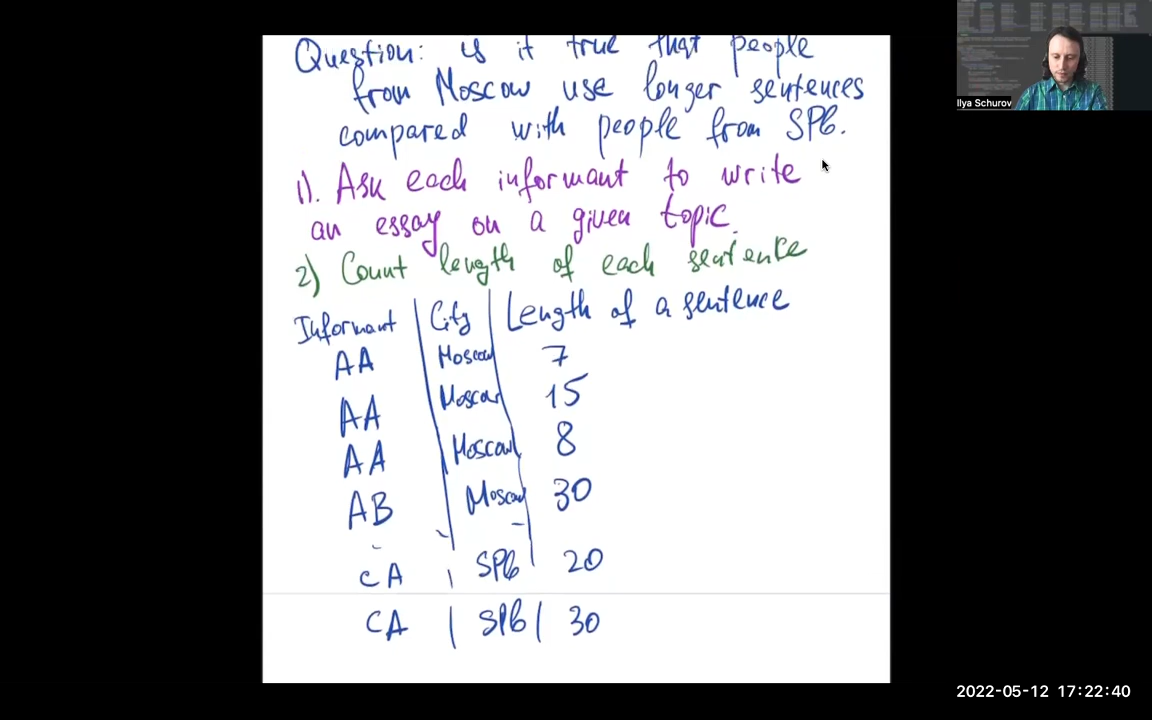 Question: is it true that people
from Moscow use longer sentences
compared with people from SPb.
1). Ask each informant to write
an essay on a given topic.
2) Count length of each sentence
Informant | City | Length of a sentence
AA Moscow 7
AA Moscow 15
AA Moscow 8
AB Moscow 30
CA | SPb | 20
CA | SPb | 30
Ilya Schurov
2022-05-12 17:22:40